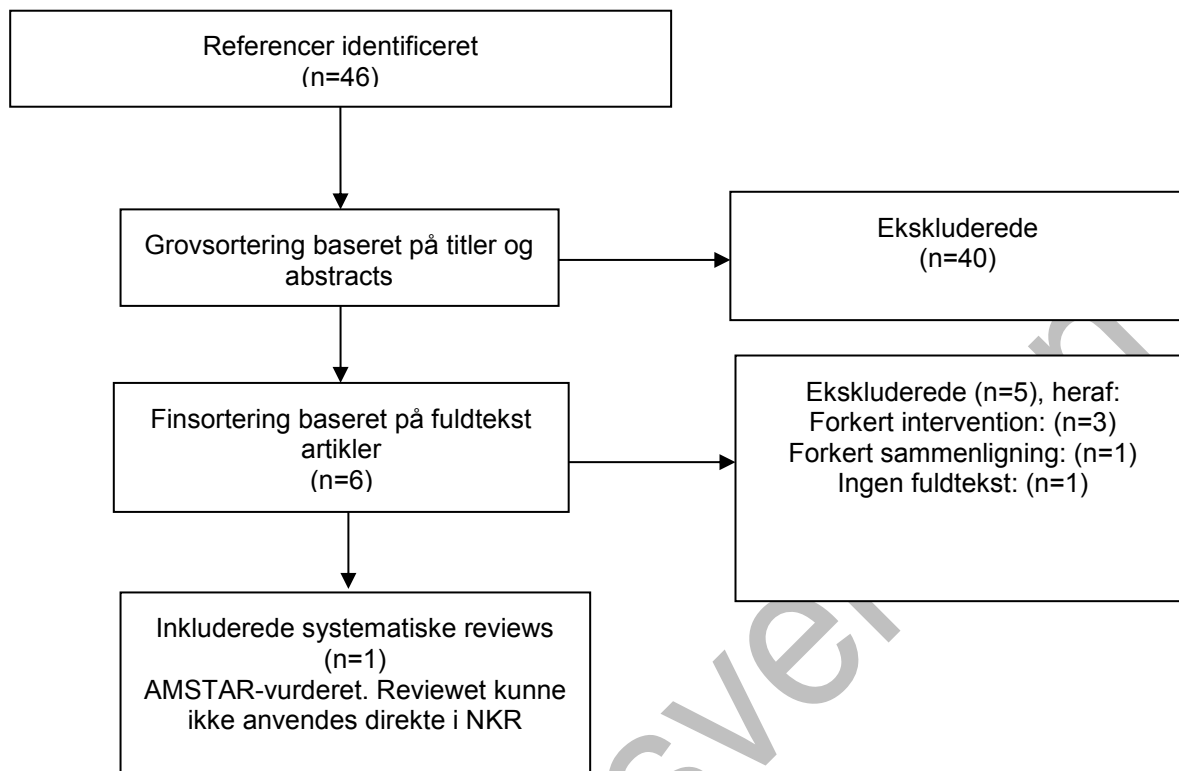 Referencer identificeret
(n=46)
Grovsortering baseret på titler og
abstracts
Ekskluderede
(n=40)
Finsortering baseret på fuldtekst
artikler
(n=6)
Ekskluderede (n=5), heraf:
Forkert intervention: (n=3)
Forkert sammenligning: (n=1)
Ingen fuldtekst: (n=1)
Inkluderede systematiske reviews
(n=1)
AMSTAR-vurderet. Reviewet kunne
ikke anvendes direkte i NKR